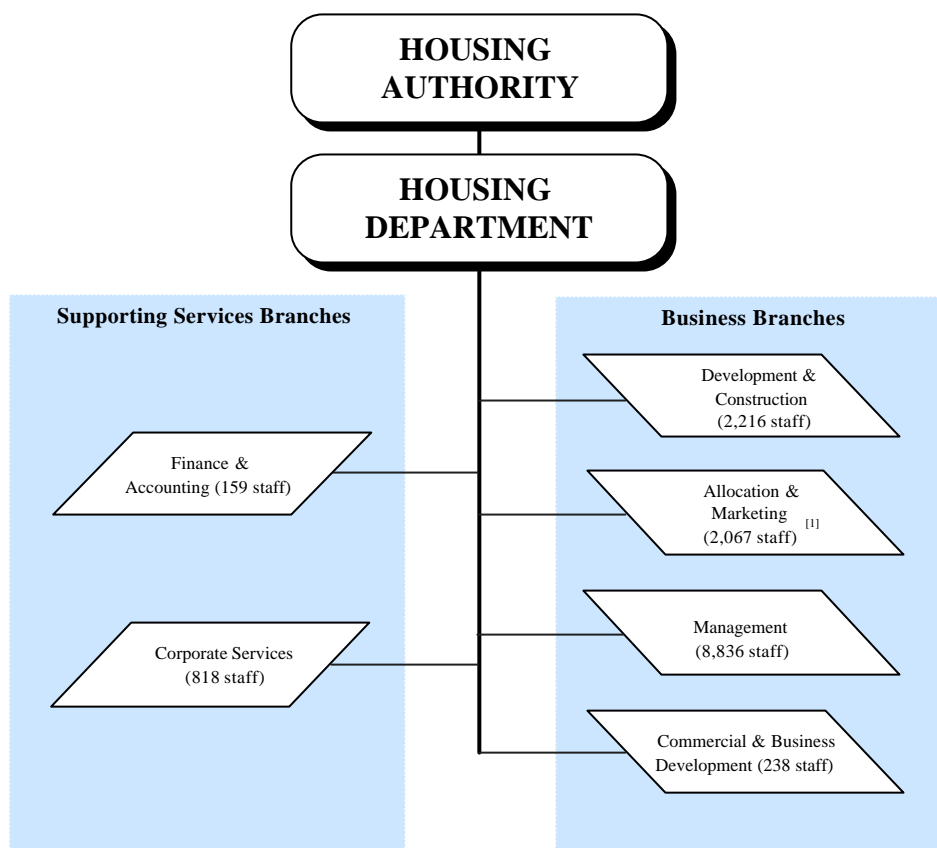 HOUSING
AUTHORITY
HOUSING
DEPARTMENT
Supporting Services Branches
Finance &
Accounting (159 staff)
Corporate Services
(818 staff)
Business Branches
Development &
Construction
(2,216 staff)
Allocation &
Marketing
(2,067 staff) [1]
Management
(8,836 staff)
Commercial & Business
Development (238 staff)